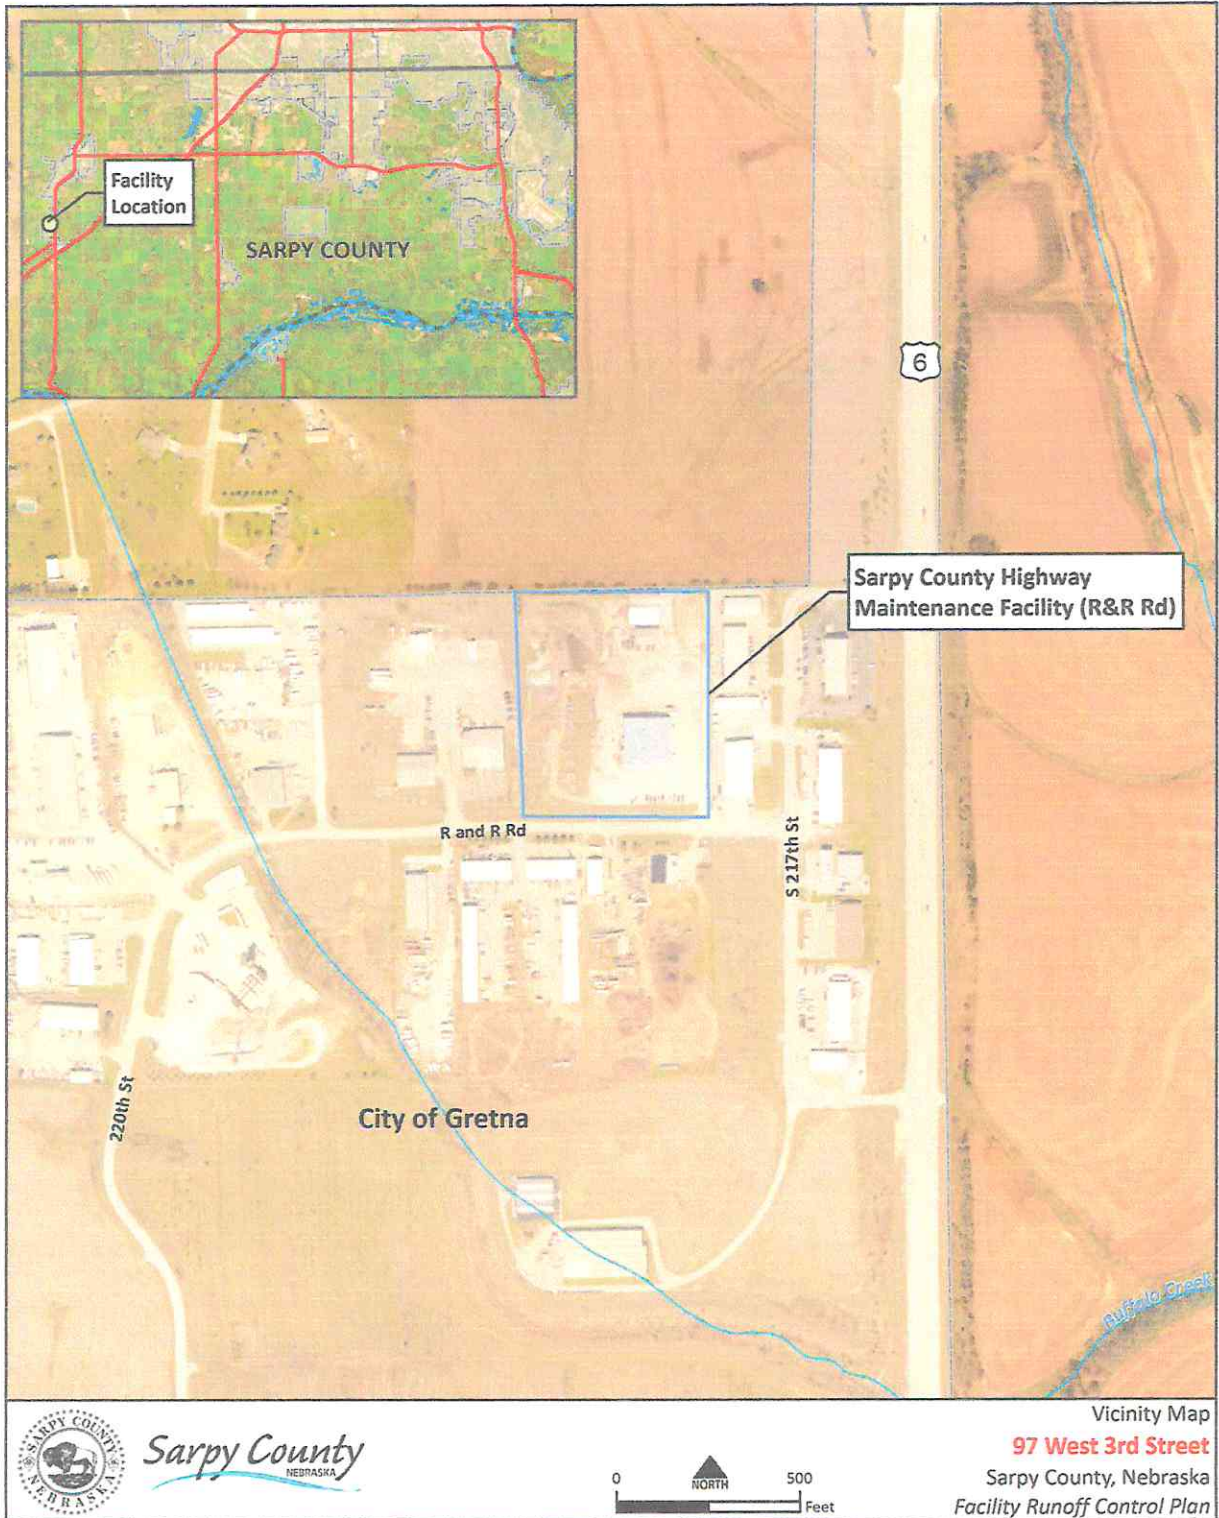 Facility
Location
SARPY COUNTY
6
Sarpy County Highway
Maintenance Facility (R&R Rd)
R and R Rd
S 217th St
220th St
City of Gretna
Buffalo Creek
SARPY COUNTY
NEBRASKA
Sarpy County
NEBRASKA
0
NORTH
500
Feet
Vicinity Map
97 West 3rd Street
Sarpy County, Nebraska
Facility Runoff Control Plan